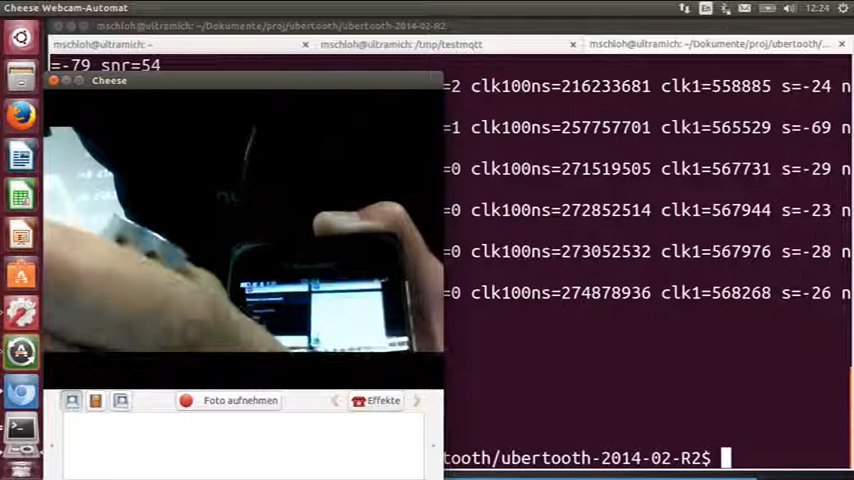 Cheese Webcam-Automat
En
12:24
mschloh@ultramich: ~/Dokumente/proj/ubertooth/ubertooth-2014-02-R2
mschloh@ultramich: ~
mschloh@ultramich: /tmp/testmqtt
mschloh@ultramich: ~/Dokumente/proj/ubertooth/...
=-79 snr=54
Cheese
=2 clk100ns=216233681 clk1=558885 s=-24 n
=1 clk100ns=257757701 clk1=565529 s=-69 n
=0 clk100ns=271519505 clk1=567731 s=-29 n
=0 clk100ns=272852514 clk1=567944 s=-23 n
=0 clk100ns=273052532 clk1=567976 s=-28 n
=0 clk100ns=274878936 clk1=568268 s=-26 n
Foto aufnehmen
Effekte
tooth/ubertooth-2014-02-R2$